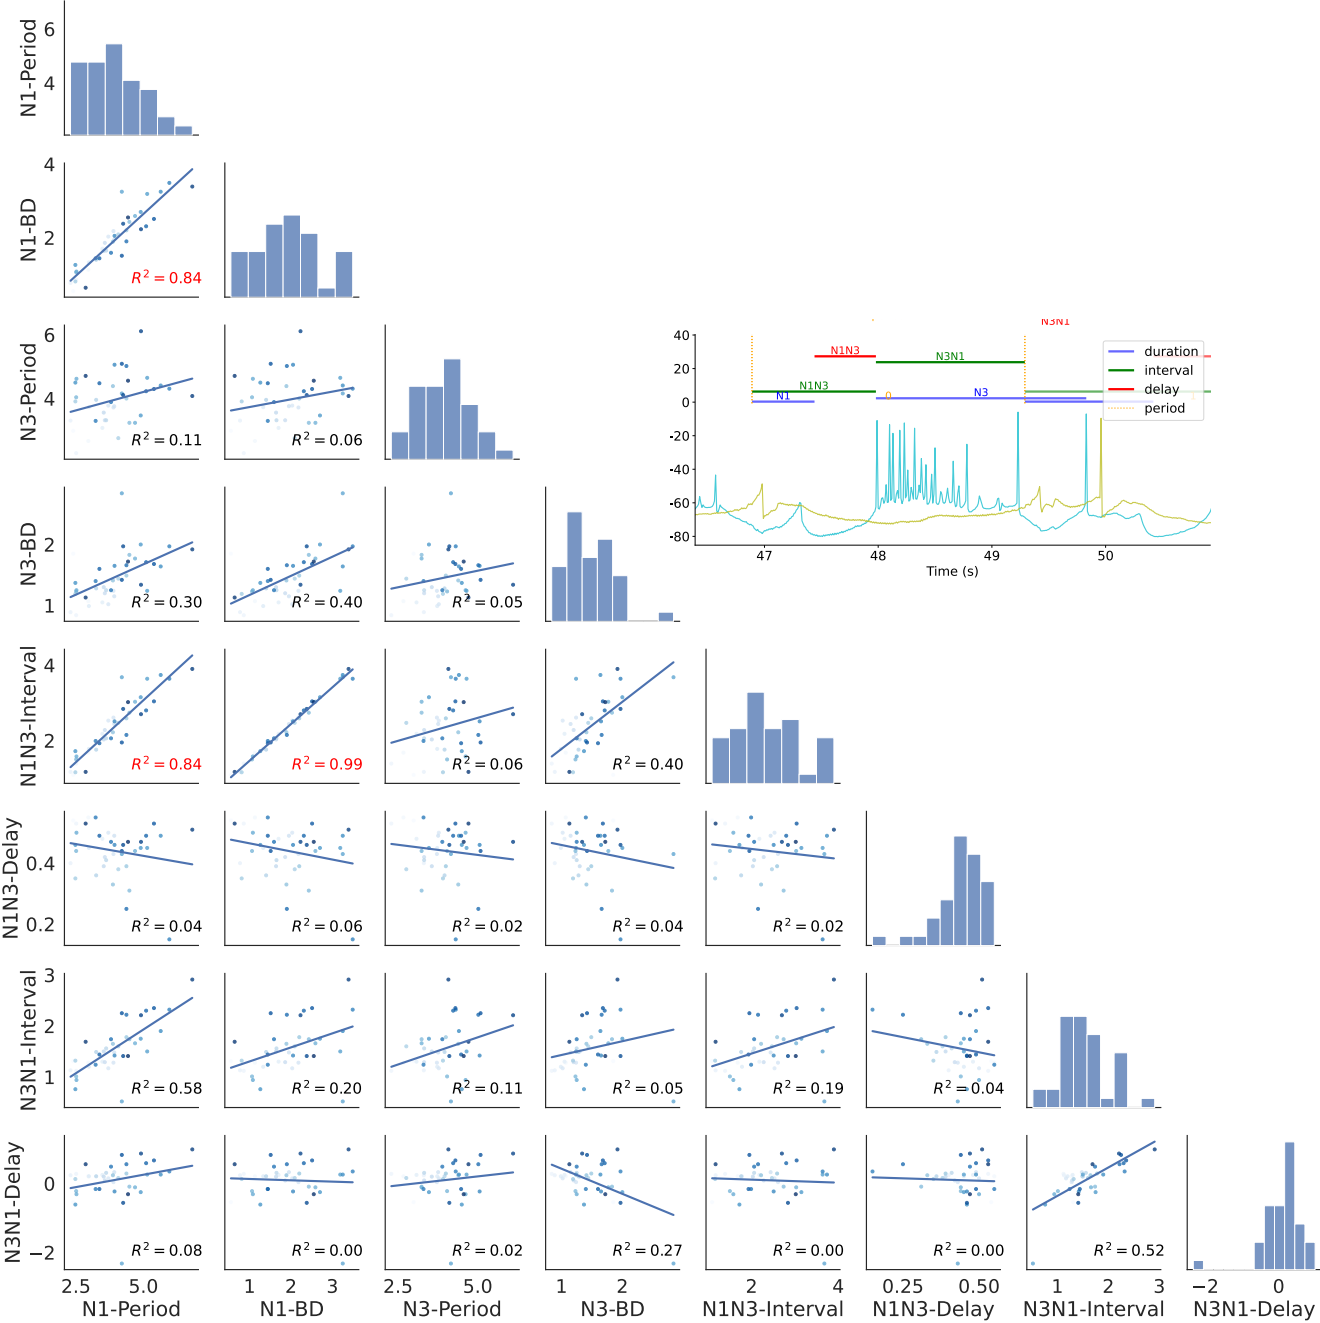 N1-Period
6
4
N1-BD
4
2
R² = 0.84
N3-Period
6
4
R² = 0.11
R² = 0.06
N3N1
40
20
0
-20
-40
-60
-80
N1N3
N3N1
N1N3
N1
0
N3
duration
interval
delay
period
47
48
49
50
Time (s)
N3-BD
2
1
R² = 0.30
R² = 0.40
R² = 0.05
N1N3-Interval
4
2
R² = 0.84
R² = 0.99
R² = 0.06
R² = 0.40
N1N3-Delay
0.4
0.2
R² = 0.04
R² = 0.06
R² = 0.02
R² = 0.04
R² = 0.02
N3N1-Interval
3
2
1
R² = 0.58
R² = 0.20
R² = 0.11
R² = 0.05
R² = 0.19
R² = 0.04
N3N1-Delay
0
−2
R² = 0.08
R² = 0.00
R² = 0.02
R² = 0.27
R² = 0.00
R² = 0.00
R² = 0.52
2.5 5.0
1 2 3
2.5 5.0
1 2
2 4
0.25 0.50
1 2 3
−2 0
N1-Period
N1-BD
N3-Period
N3-BD
N1N3-Interval
N1N3-Delay
N3N1-Interval
N3N1-Delay